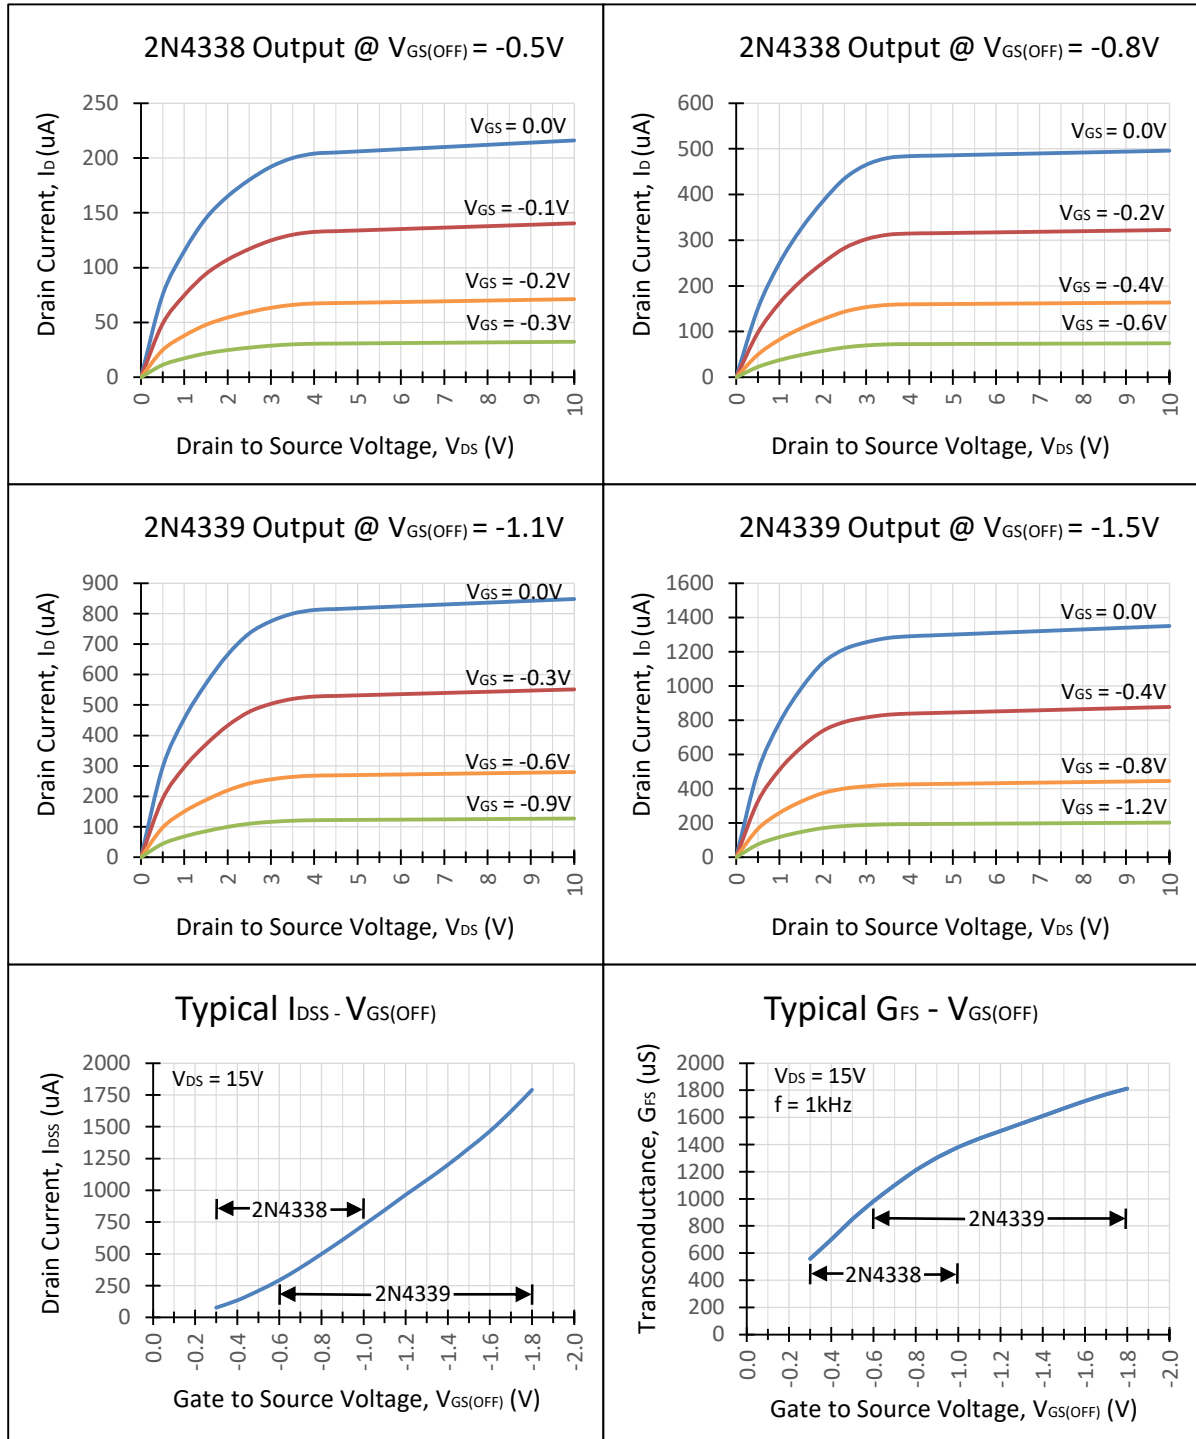 2N4338 Output @ VGS(OFF) = -0.5V
Drain Current, ID (uA)
250
200
150
100
50
0
VGS = 0.0V
VGS = -0.1V
VGS = -0.2V
VGS = -0.3V
0 1 2 3 4 5 6 7 8 9 10
Drain to Source Voltage, VDS (V)
2N4338 Output @ VGS(OFF) = -0.8V
Drain Current, ID (uA)
600
500
400
300
200
100
0
VGS = 0.0V
VGS = -0.2V
VGS = -0.4V
VGS = -0.6V
0 1 2 3 4 5 6 7 8 9 10
Drain to Source Voltage, VDS (V)
2N4339 Output @ VGS(OFF) = -1.1V
Drain Current, ID (uA)
900
800
700
600
500
400
300
200
100
0
VGS = 0.0V
VGS = -0.3V
VGS = -0.6V
VGS = -0.9V
0 1 2 3 4 5 6 7 8 9 10
Drain to Source Voltage, VDS (V)
2N4339 Output @ VGS(OFF) = -1.5V
Drain Current, ID (uA)
1600
1400
1200
1000
800
600
400
200
0
VGS = 0.0V
VGS = -0.4V
VGS = -0.8V
VGS = -1.2V
0 1 2 3 4 5 6 7 8 9 10
Drain to Source Voltage, VDS (V)
Typical IDSS - VGS(OFF)
Drain Current, IDSS (uA)
2000
1750
1500
1250
1000
750
500
250
0
VDS = 15V
2N4338
2N4339
0.0 -0.2 -0.4 -0.6 -0.8 -1.0 -1.2 -1.4 -1.6 -1.8 -2.0
Gate to Source Voltage, VGS(OFF) (V)
Typical GFS - VGS(OFF)
Transconductance, GFS (uS)
2000
1800
1600
1400
1200
1000
800
600
400
200
0
VDS = 15V
f = 1kHz
2N4339
2N4338
0.0 -0.2 -0.4 -0.6 -0.8 -1.0 -1.2 -1.4 -1.6 -1.8 -2.0
Gate to Source Voltage, VGS(OFF) (V)